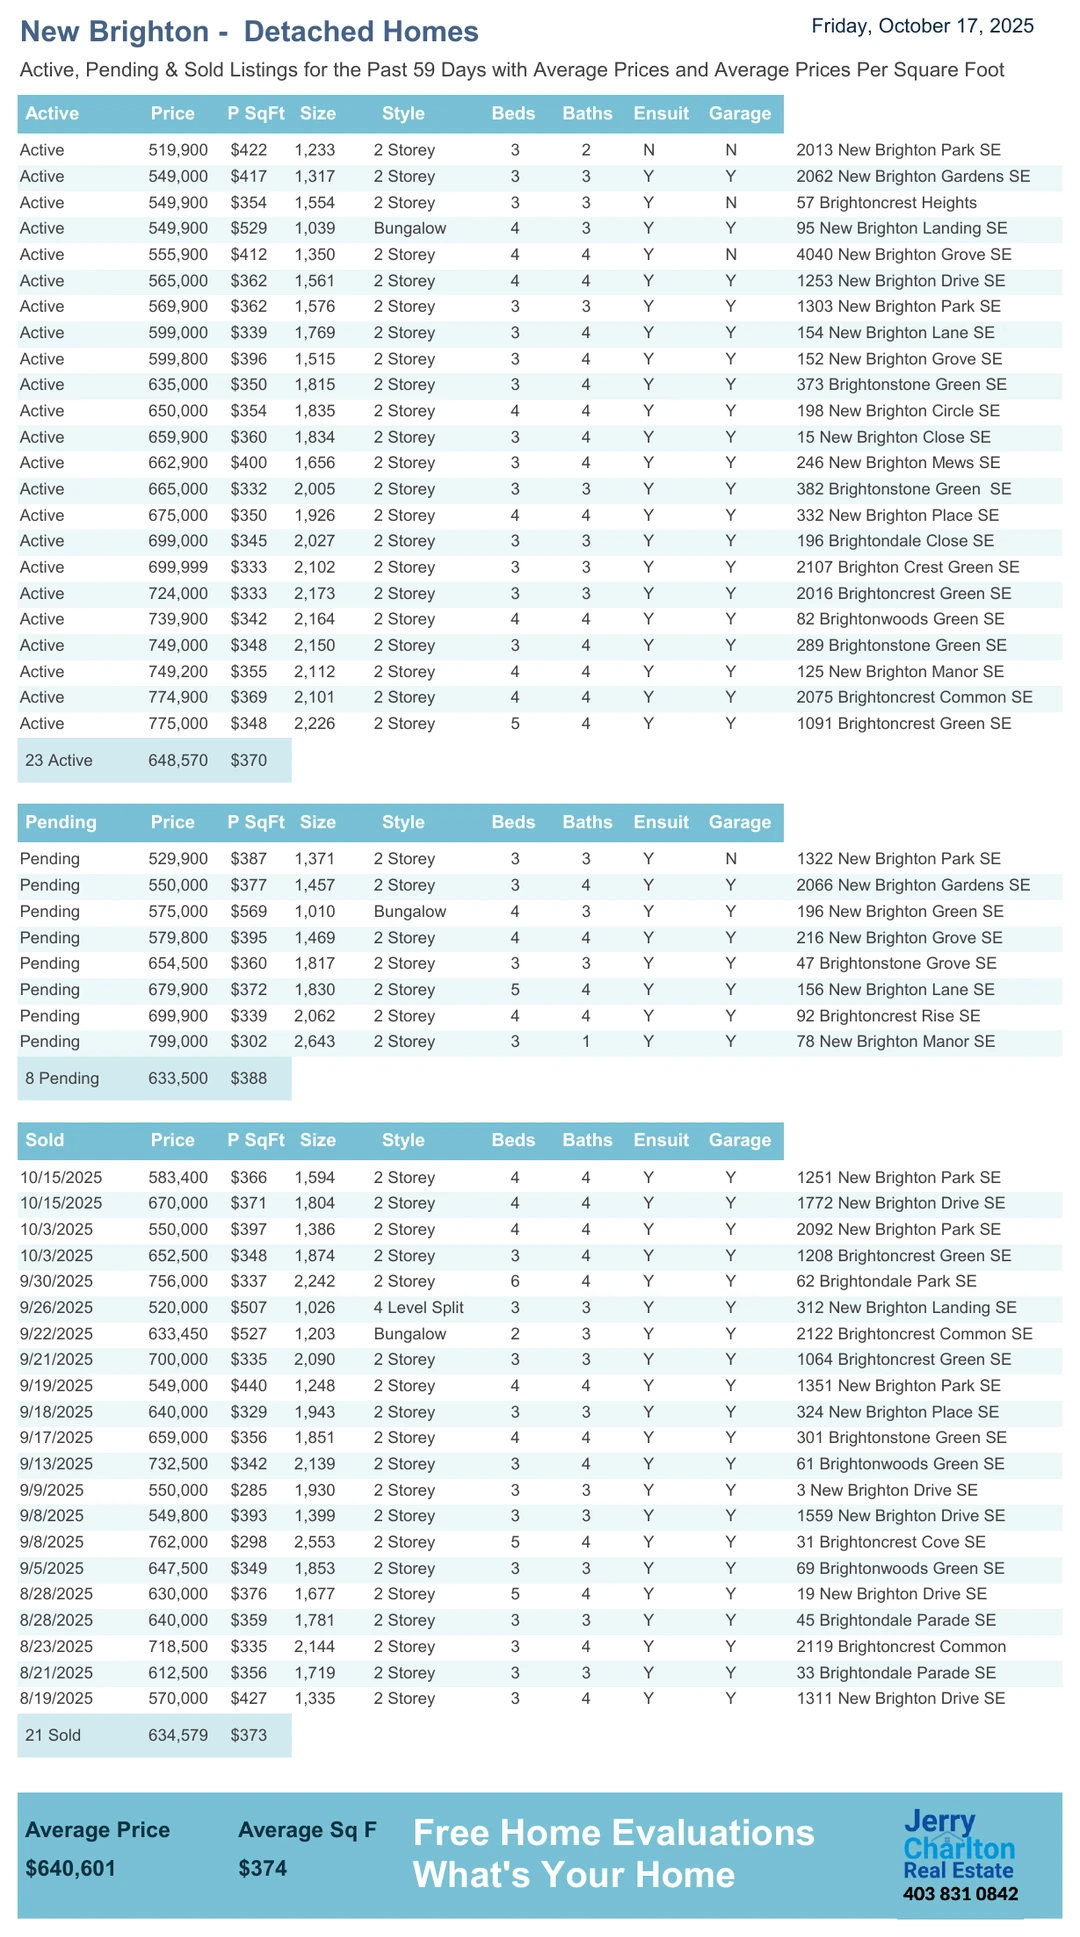 New Brighton - Detached Homes
Friday, October 17, 2025
Active, Pending & Sold Listings for the Past 59 Days with Average Prices and Average Prices Per Square Foot
Active Price P SqFt Size Style Beds Baths Ensuit Garage
Active 519,900 $422 1,233 2 Storey 3 2 N N 2013 New Brighton Park SE
Active 549,000 $417 1,317 2 Storey 3 3 Y Y 2062 New Brighton Gardens SE
Active 549,900 $354 1,554 2 Storey 3 3 Y N 57 Brightoncrest Heights
Active 549,900 $529 1,039 Bungalow 4 3 Y Y 95 New Brighton Landing SE
Active 555,900 $412 1,350 2 Storey 4 4 Y N 4040 New Brighton Grove SE
Active 565,000 $362 1,561 2 Storey 4 4 Y Y 1253 New Brighton Drive SE
Active 569,900 $362 1,576 2 Storey 3 3 Y Y 1303 New Brighton Park SE
Active 599,000 $339 1,769 2 Storey 3 4 Y Y 154 New Brighton Lane SE
Active 599,800 $396 1,515 2 Storey 3 4 Y Y 152 New Brighton Grove SE
Active 635,000 $350 1,815 2 Storey 3 4 Y Y 373 Brightonstone Green SE
Active 650,000 $354 1,835 2 Storey 4 4 Y Y 198 New Brighton Circle SE
Active 659,900 $360 1,834 2 Storey 3 4 Y Y 15 New Brighton Close SE
Active 662,900 $400 1,656 2 Storey 3 4 Y Y 246 New Brighton Mews SE
Active 665,000 $332 2,005 2 Storey 3 3 Y Y 382 Brightonstone Green SE
Active 675,000 $350 1,926 2 Storey 4 4 Y Y 332 New Brighton Place SE
Active 699,000 $345 2,027 2 Storey 3 3 Y Y 196 Brightondale Close SE
Active 699,999 $333 2,102 2 Storey 3 3 Y Y 2107 Brighton Crest Green SE
Active 724,000 $333 2,173 2 Storey 3 3 Y Y 2016 Brightoncrest Green SE
Active 739,900 $342 2,164 2 Storey 4 4 Y Y 82 Brightonwoods Green SE
Active 749,000 $348 2,150 2 Storey 3 4 Y Y 289 Brightonstone Green SE
Active 749,200 $355 2,112 2 Storey 4 4 Y Y 125 New Brighton Manor SE
Active 774,900 $369 2,101 2 Storey 4 4 Y Y 2075 Brightoncrest Common SE
Active 775,000 $348 2,226 2 Storey 5 4 Y Y 1091 Brightoncrest Green SE
23 Active 648,570 $370
Pending Price P SqFt Size Style Beds Baths Ensuit Garage
Pending 529,900 $387 1,371 2 Storey 3 3 Y N 1322 New Brighton Park SE
Pending 550,000 $377 1,457 2 Storey 3 4 Y Y 2066 New Brighton Gardens SE
Pending 575,000 $569 1,010 Bungalow 4 3 Y Y 196 New Brighton Green SE
Pending 579,800 $395 1,469 2 Storey 4 4 Y Y 216 New Brighton Grove SE
Pending 654,500 $360 1,817 2 Storey 3 3 Y Y 47 Brightonstone Grove SE
Pending 679,900 $372 1,830 2 Storey 5 4 Y Y 156 New Brighton Lane SE
Pending 699,900 $339 2,062 2 Storey 4 4 Y Y 92 Brightoncrest Rise SE
Pending 799,000 $302 2,643 2 Storey 3 1 Y Y 78 New Brighton Manor SE
8 Pending 633,500 $388
Sold Price P SqFt Size Style Beds Baths Ensuit Garage
10/15/2025 583,400 $366 1,594 2 Storey 4 4 Y Y 1251 New Brighton Park SE
10/15/2025 670,000 $371 1,804 2 Storey 4 4 Y Y 1772 New Brighton Drive SE
10/3/2025 550,000 $397 1,386 2 Storey 4 4 Y Y 2092 New Brighton Park SE
10/3/2025 652,500 $348 1,874 2 Storey 3 4 Y Y 1208 Brightoncrest Green SE
9/30/2025 756,000 $337 2,242 2 Storey 6 4 Y Y 62 Brightondale Park SE
9/26/2025 520,000 $507 1,026 4 Level Split 3 3 Y Y 312 New Brighton Landing SE
9/22/2025 633,450 $527 1,203 Bungalow 2 3 Y Y 2122 Brightoncrest Common SE
9/21/2025 700,000 $335 2,090 2 Storey 3 3 Y Y 1064 Brightoncrest Green SE
9/19/2025 549,000 $440 1,248 2 Storey 4 4 Y Y 1351 New Brighton Park SE
9/18/2025 640,000 $329 1,943 2 Storey 3 3 Y Y 324 New Brighton Place SE
9/17/2025 659,000 $356 1,851 2 Storey 4 4 Y Y 301 Brightonstone Green SE
9/13/2025 732,500 $342 2,139 2 Storey 3 4 Y Y 61 Brightonwoods Green SE
9/9/2025 550,000 $285 1,930 2 Storey 3 3 Y Y 3 New Brighton Drive SE
9/8/2025 549,800 $393 1,399 2 Storey 3 3 Y Y 1559 New Brighton Drive SE
9/8/2025 762,000 $298 2,553 2 Storey 5 4 Y Y 31 Brightoncrest Cove SE
9/5/2025 647,500 $349 1,853 2 Storey 3 3 Y Y 69 Brightonwoods Green SE
8/28/2025 630,000 $376 1,677 2 Storey 5 4 Y Y 19 New Brighton Drive SE
8/28/2025 640,000 $359 1,781 2 Storey 3 3 Y Y 45 Brightondale Parade SE
8/23/2025 718,500 $335 2,144 2 Storey 3 4 Y Y 2119 Brightoncrest Common
8/21/2025 612,500 $356 1,719 2 Storey 3 3 Y Y 33 Brightondale Parade SE
8/19/2025 570,000 $427 1,335 2 Storey 3 4 Y Y 1311 New Brighton Drive SE
21 Sold 634,579 $373
Average Price Average Sq F
$640,601 $374
Free Home Evaluations
What's Your Home
Jerry
Charlton
Real Estate
403 831 0842